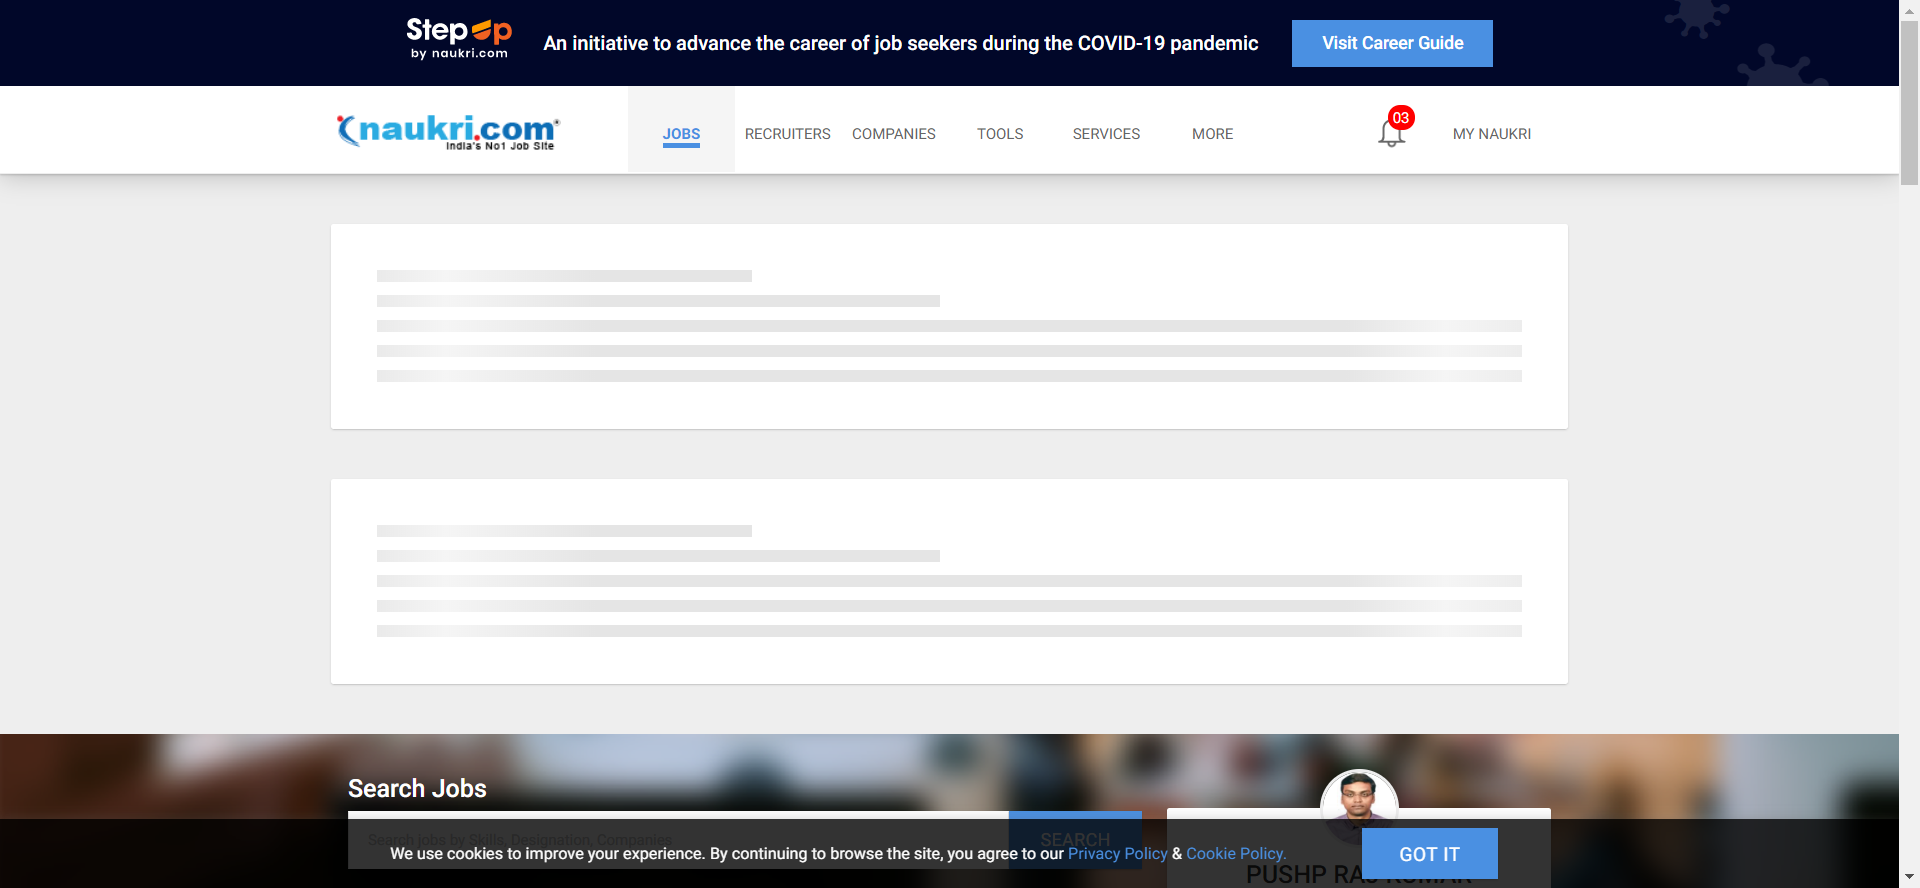 Step Up
by naukri.com
An initiative to advance the career of job seekers during the COVID-19 pandemic
Visit Career Guide
naukri.com
India's No1 Job Site
JOBS
RECRUITERS
COMPANIES
TOOLS
SERVICES
MORE
03
MY NAUKRI
Search Jobs
Search jobs by Skills, Designation, Companies
SEARCH
We use cookies to improve your experience. By continuing to browse the site, you agree to our Privacy Policy & Cookie Policy.
GOT IT
PUSHP RAJ KUMAR